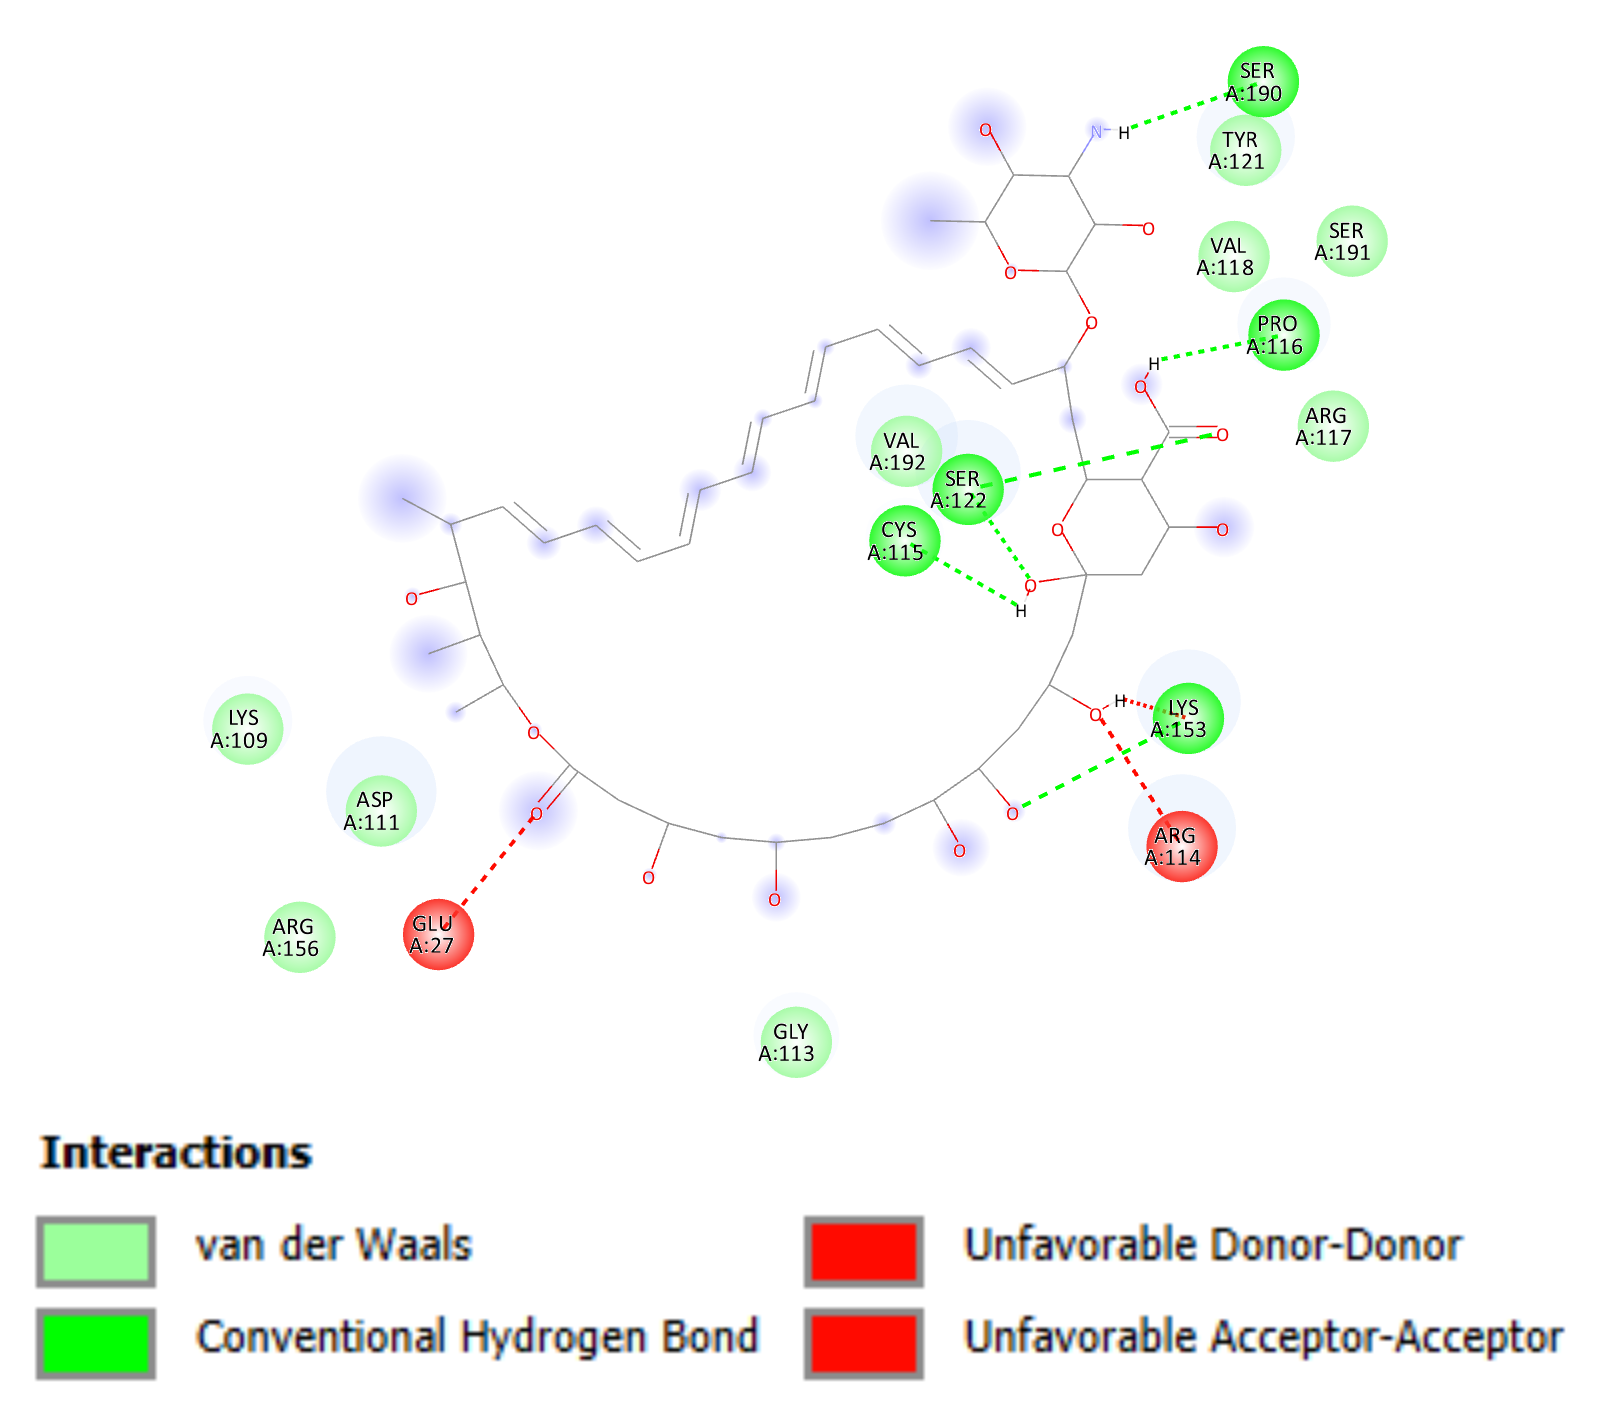 SER
A:190
O
N
H
TYR
A:121
O
SER
A:191
VAL
A:118
O
O
PRO
A:116
H
O
ARG
A:117
O
VAL
A:192
SER
A:122
CYS
A:115
O
O
O
H
O
LYS
A:109
H
O
LYS
A:153
O
ASP
A:111
O
O
ARG
A:114
O
O
O
ARG
A:156
GLU
A:27
GLY
A:113
Interactions
van der Waals
Conventional Hydrogen Bond
Unfavorable Donor-Donor
Unfavorable Acceptor-Acceptor